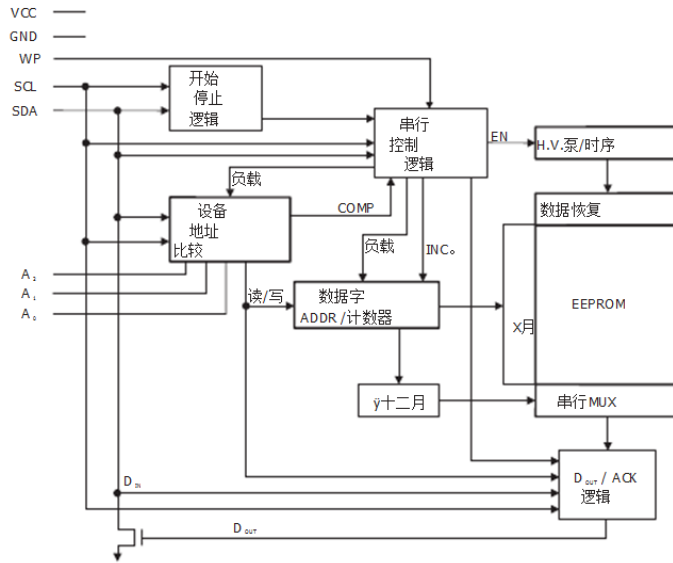 VCC
GND
WP
SCL
SDA
开始
停止
逻辑
串行
控制
逻辑
EN
H.V.泵/时序
负载
设备
地址
比较
COMP
数据恢复
负载
INC。
A₂
A₁
A₀
读/写
数据字
ADDR/计数器
X月
EEPROM
ÿ十二月
串行MUX
D IN
D OUT / ACK
逻辑
D OUT